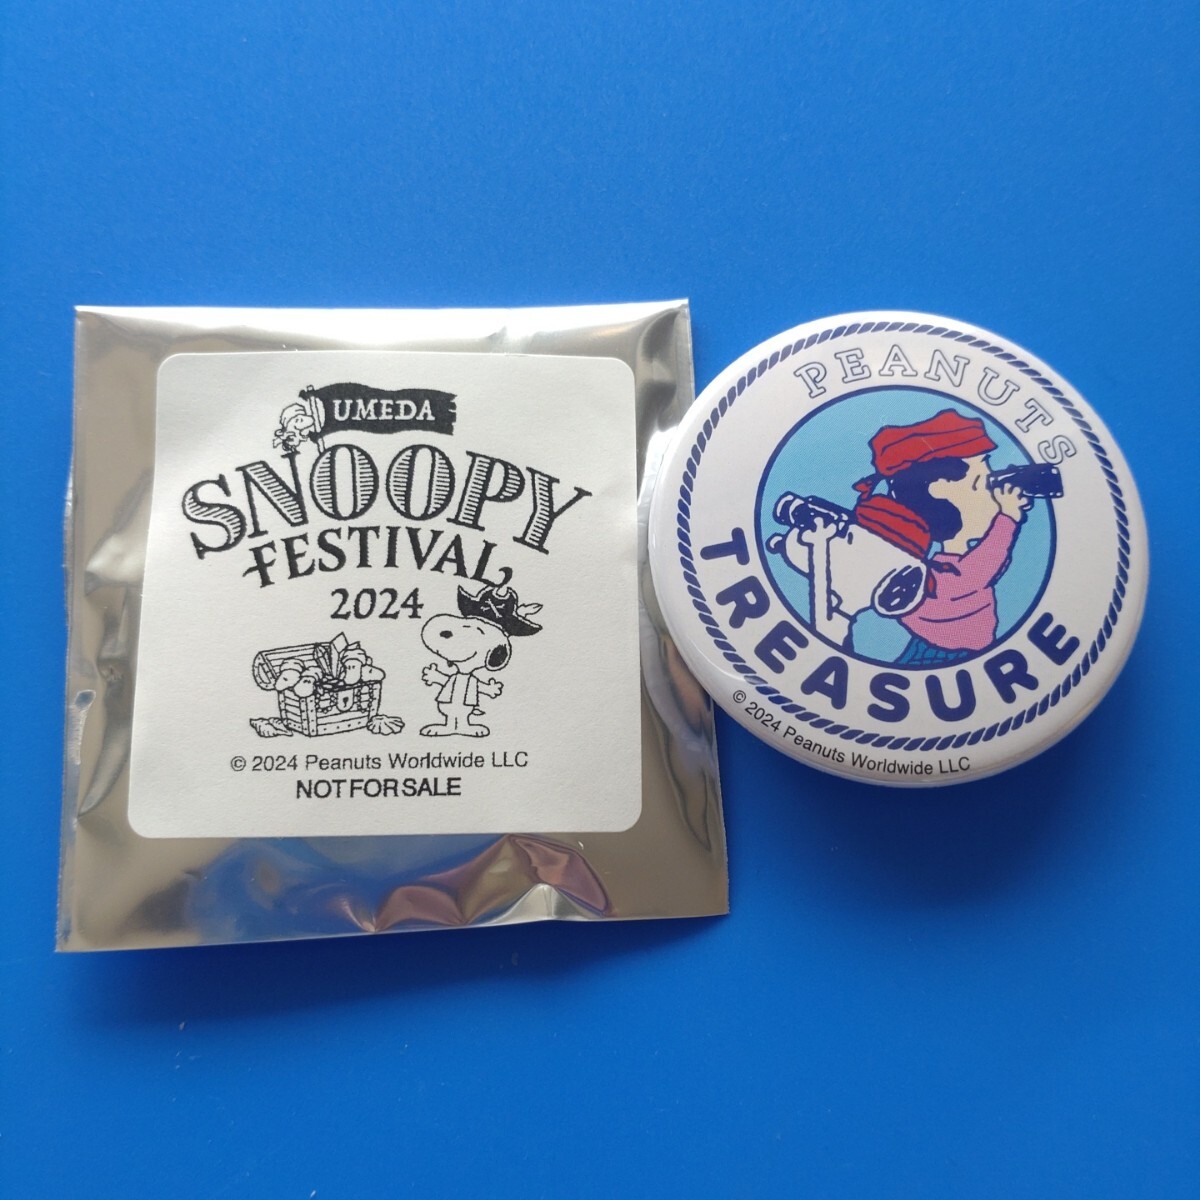 UMEDA
SNOOPY
FESTIVAL
2024
© 2024 Peanuts Worldwide LLC
NOT FOR SALE
PEANUTS
TREASURE
© 2024 Peanuts Worldwide LLC